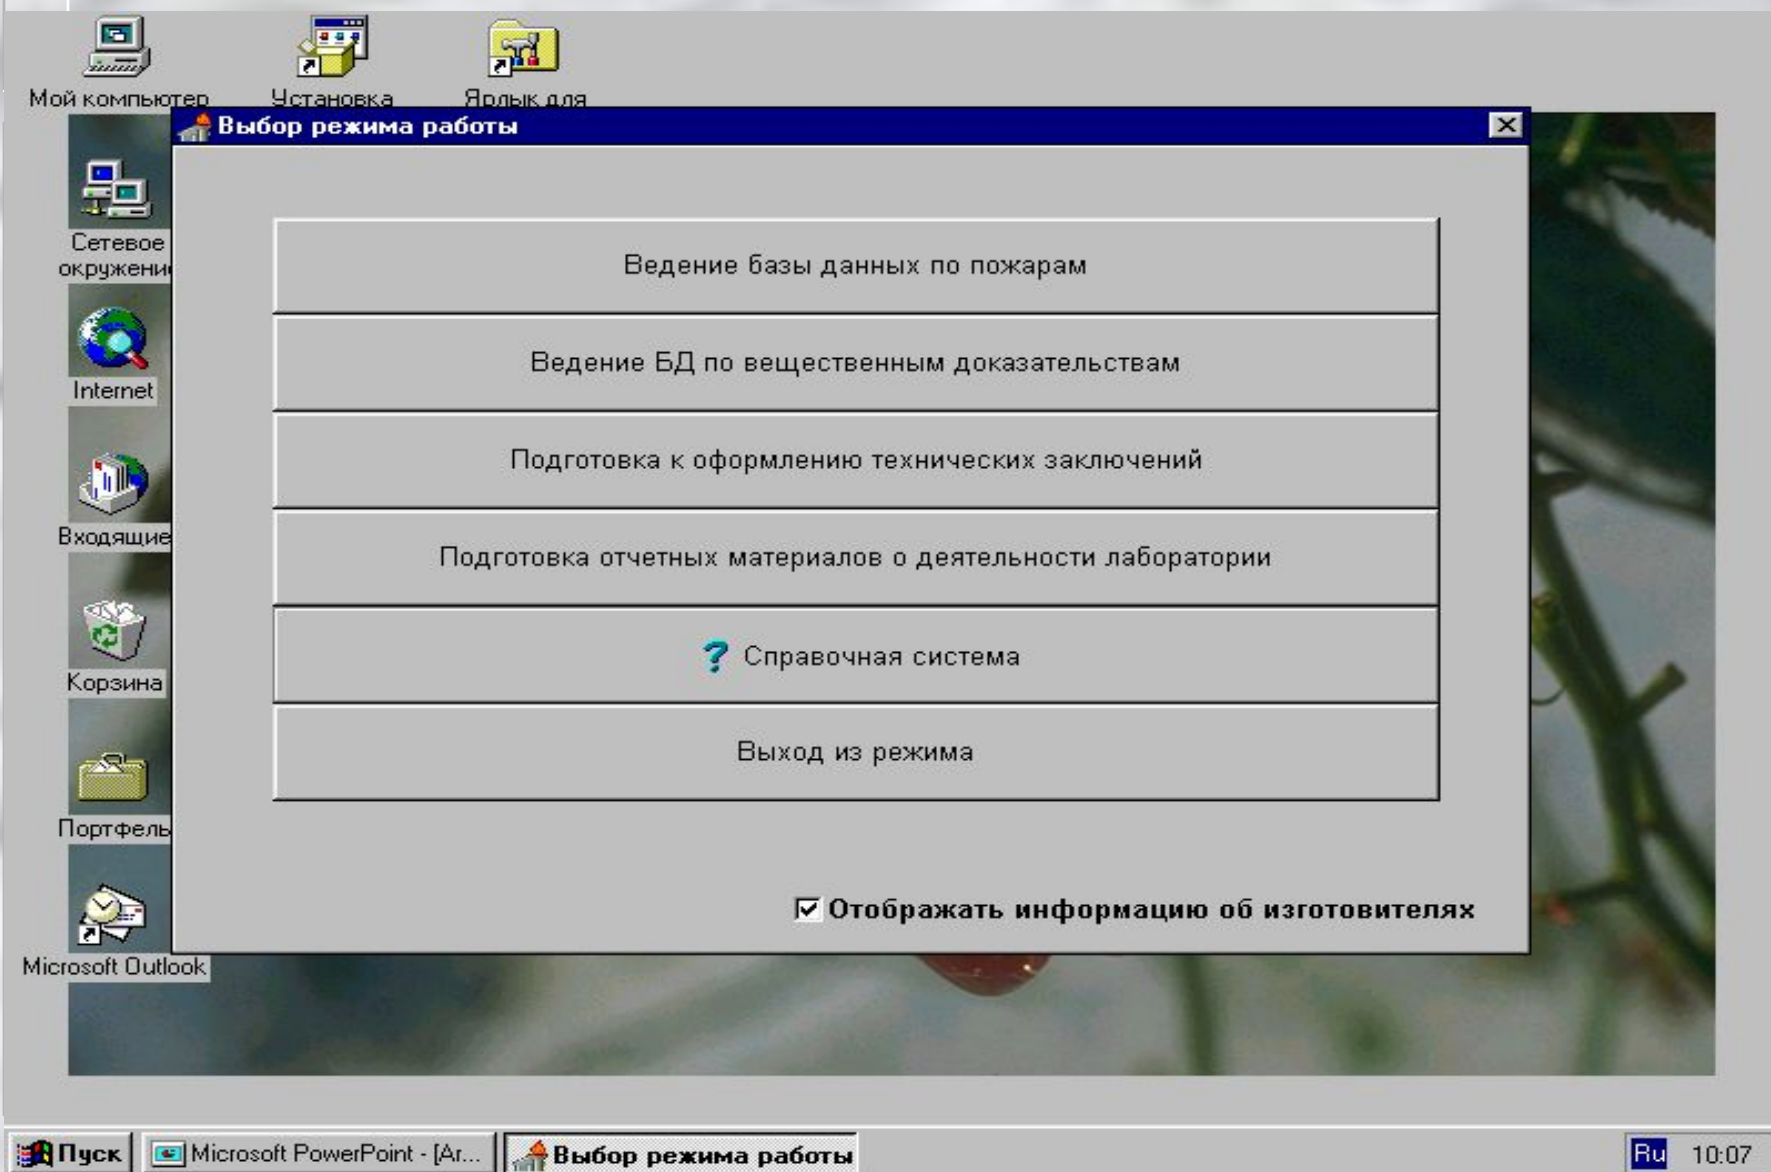 Мой компьютер
Установка
Ярлык для
Выбор режима работы
Сетевое
окружени
Internet
Входящие
Корзина
Портфель
Microsoft Outlook
Ведение базы данных по пожарам
Ведение БД по вещественным доказательствам
Подготовка к оформлению технических заключений
Подготовка отчетных материалов о деятельности лаборатории
? Справочная система
Выход из режима
Отображать информацию об изготовителях
Пуск
Microsoft PowerPoint - [Ar...
Выбор режима работы
Ru
10:07